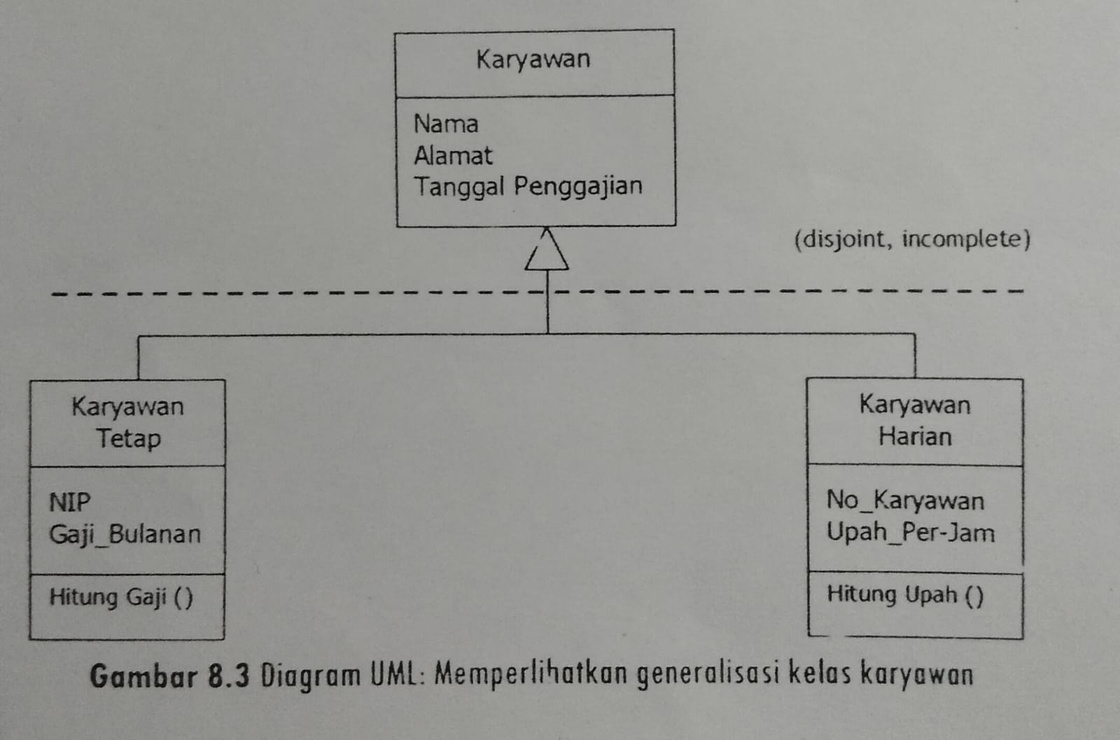 Karyawan
Nama
Alamat
Tanggal Penggajian
(disjoint, incomplete)
Karyawan
Tetap
NIP
Gaji_Bulanan
Hitung Gaji ()
Karyawan
Harian
No_Karyawan
Upah_Per-Jam
Hitung Upah ()
Gambar 8.3 Diagram UML: Memperlihatkan generalisasi kelas karyawan